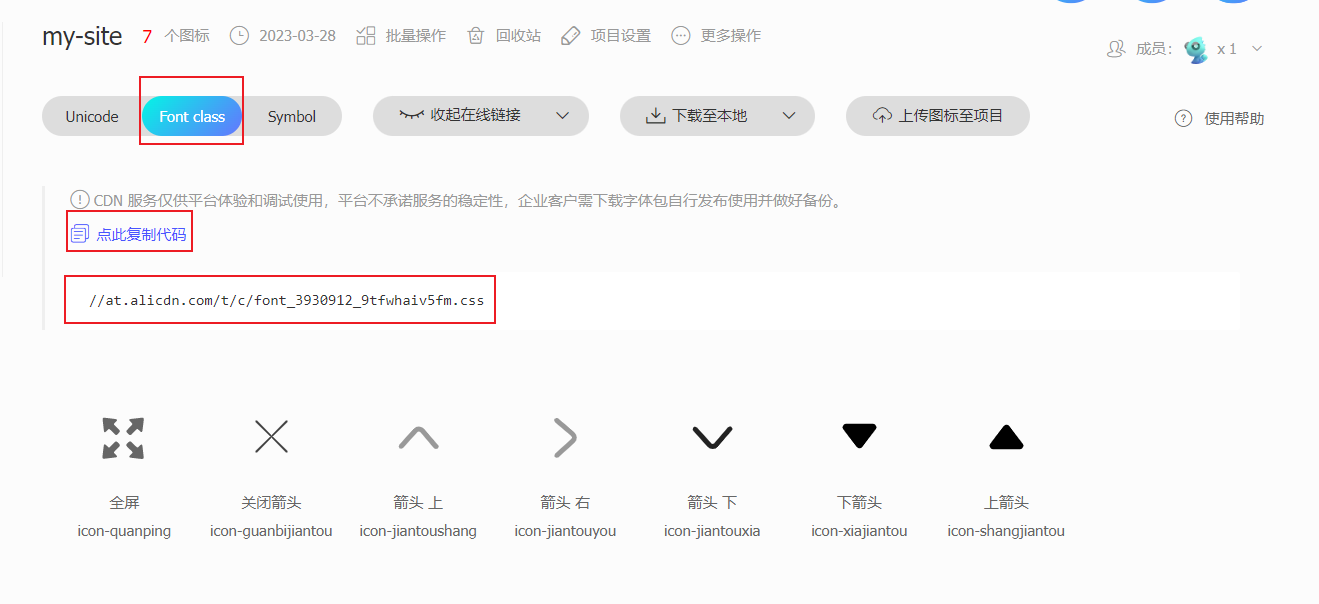 my-site 7 个图标 2023-03-28 批量操作 回收站 项目设置 更多操作
成员： x 1
Unicode Font class Symbol 收起在线链接 下载至本地 上传图标至项目 使用帮助
CDN 服务仅供平台体验和调试使用，平台不承诺服务的稳定性，企业客户需下载字体包自行发布使用并做好备份。
点此复制代码
//at.alicdn.com/t/c/font_3930912_9tfwhaiv5fm.css
全屏 关闭箭头 箭头 上 箭头 右 箭头 下 下箭头 上箭头
icon-quanping icon-guanbijiantou icon-jiantoushang icon-jiantouyou icon-jiantouxia icon-xiajiantou icon-shangjiantou